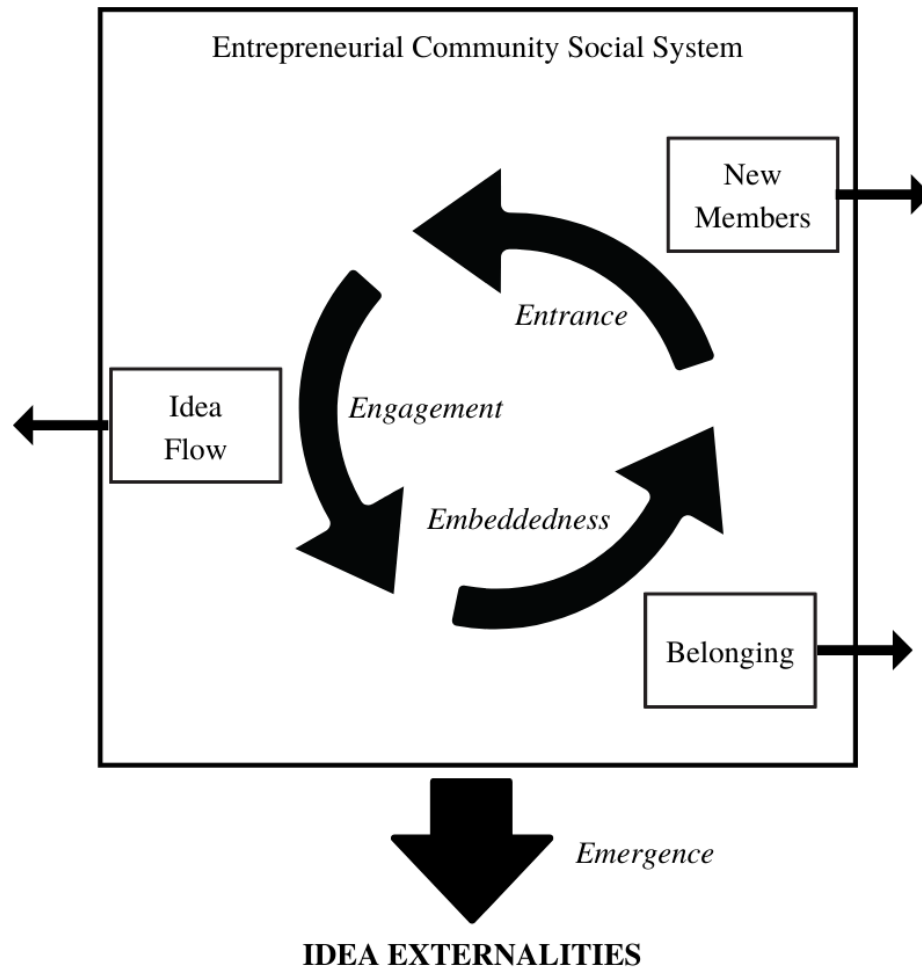 Entrepreneurial Community Social System
New
Members
Entrance
Idea
Flow
Engagement
Embeddedness
Belonging
Emergence
IDEA EXTERNALITIES